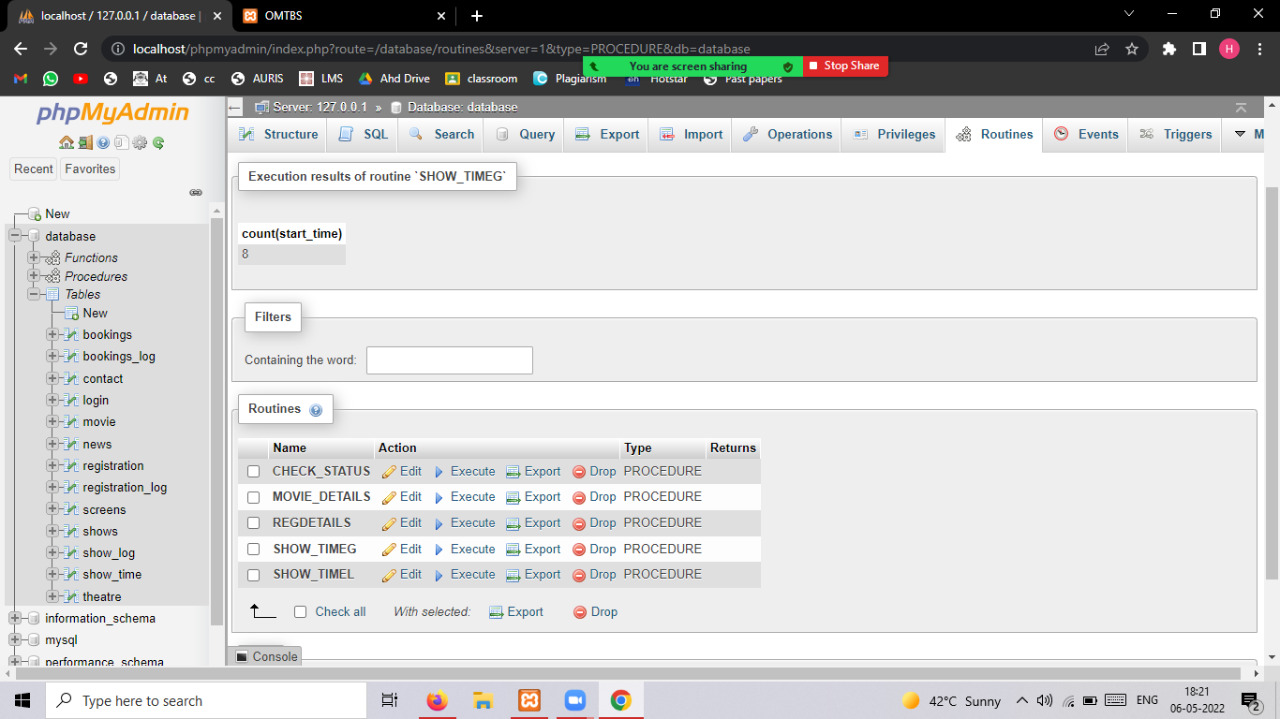 localhost / 127.0.0.1 / database |
OMTBS
localhost/phpmyadmin/index.php?route=/database/routines&server=1&type=PROCEDURE&db=database
H
You are screen sharing
Stop Share
At
cc
AURIS
LMS
Ahd Drive
classroom
Plagiarism
Hotstar
Past papers
phpMyAdmin
Recent
Favorites
New
database
Functions
Procedures
Tables
New
bookings
bookings_log
contact
login
movie
news
registration
registration_log
screens
shows
show_log
show_time
theatre
information_schema
mysql
performance_schema
Server: 127.0.0.1 » Database: database
Structure
SQL
Search
Query
Export
Import
Operations
Privileges
Routines
Events
Triggers
M
Execution results of routine `SHOW_TIMEG`
count(start_time)
8
Filters
Containing the word:
Routines
Name Action Type Returns
CHECK_STATUS Edit Execute Export Drop PROCEDURE
MOVIE_DETAILS Edit Execute Export Drop PROCEDURE
REGDETAILS Edit Execute Export Drop PROCEDURE
SHOW_TIMEG Edit Execute Export Drop PROCEDURE
SHOW_TIMEL Edit Execute Export Drop PROCEDURE
Check all With selected: Export Drop
Console
Type here to search
42°C Sunny
ENG
18:21
06-05-2022
2